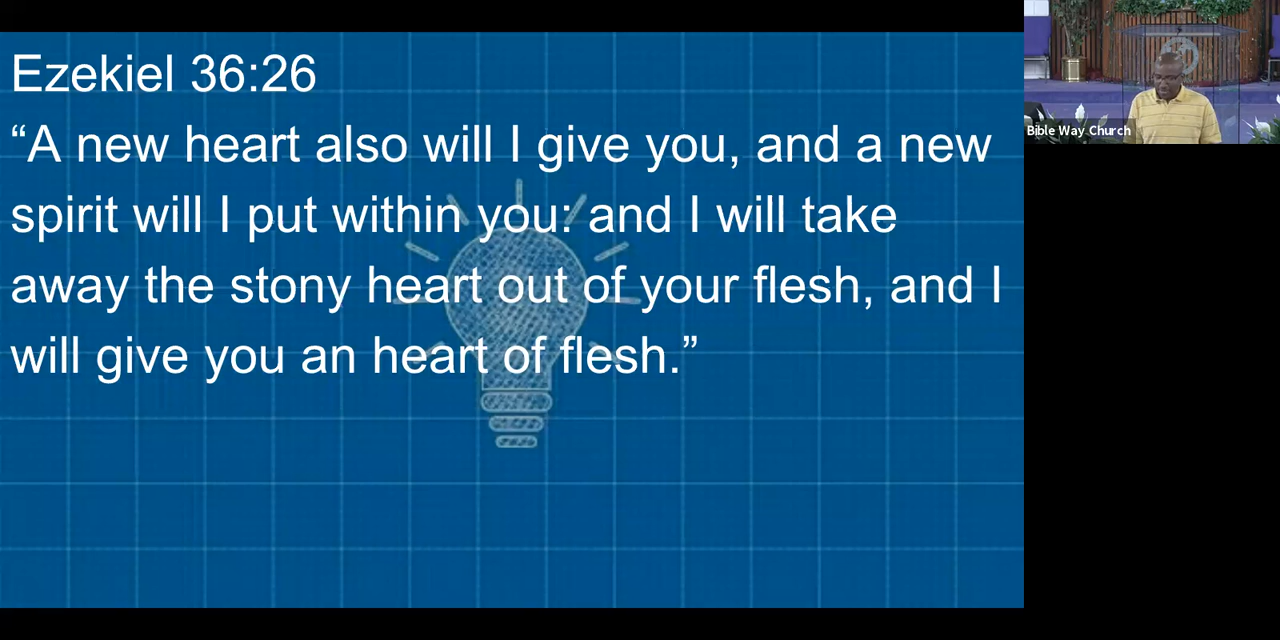 Ezekiel 36:26
“A new heart also will I give you, and a new
spirit will I put within you: and I will take
away the stony heart out of your flesh, and I
will give you an heart of flesh.”
Bible Way Church